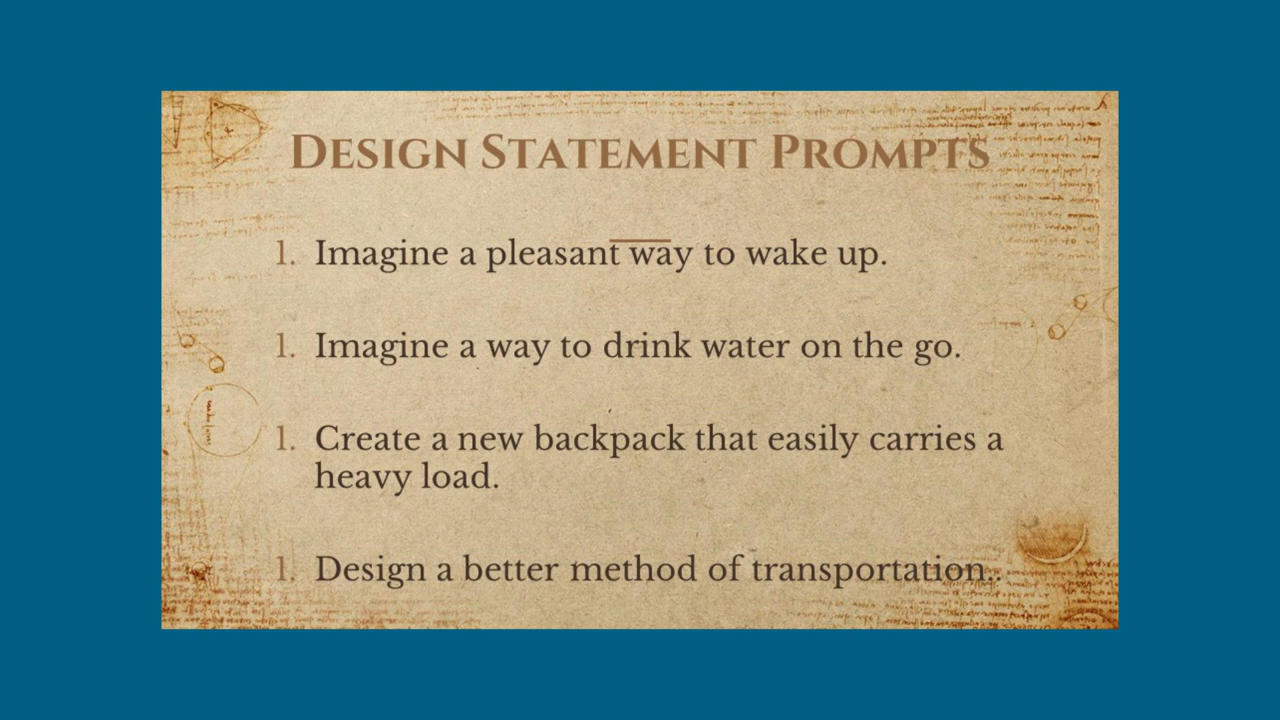 Design Statement Prompts
1. Imagine a pleasant way to wake up.
1. Imagine a way to drink water on the go.
1. Create a new backpack that easily carries a
heavy load.
1. Design a better method of transportation..